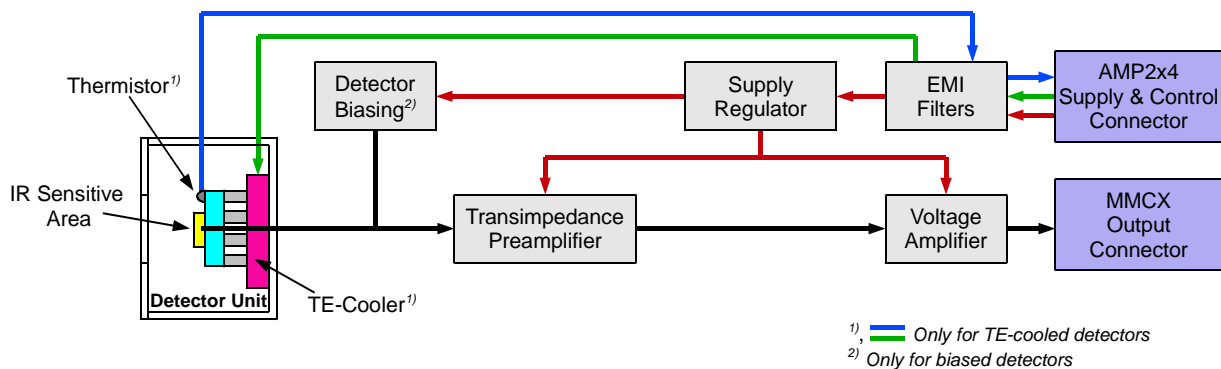 Thermistor1)
Detector
Biasing2)
Supply
Regulator
EMI
Filters
AMP2x4
Supply & Control
Connector
IR Sensitive
Area
Transimpedance
Preamplifier
Voltage
Amplifier
MMCX
Output
Connector
Detector Unit
TE-Cooler1)
1), Only for TE-cooled detectors
2) Only for biased detectors